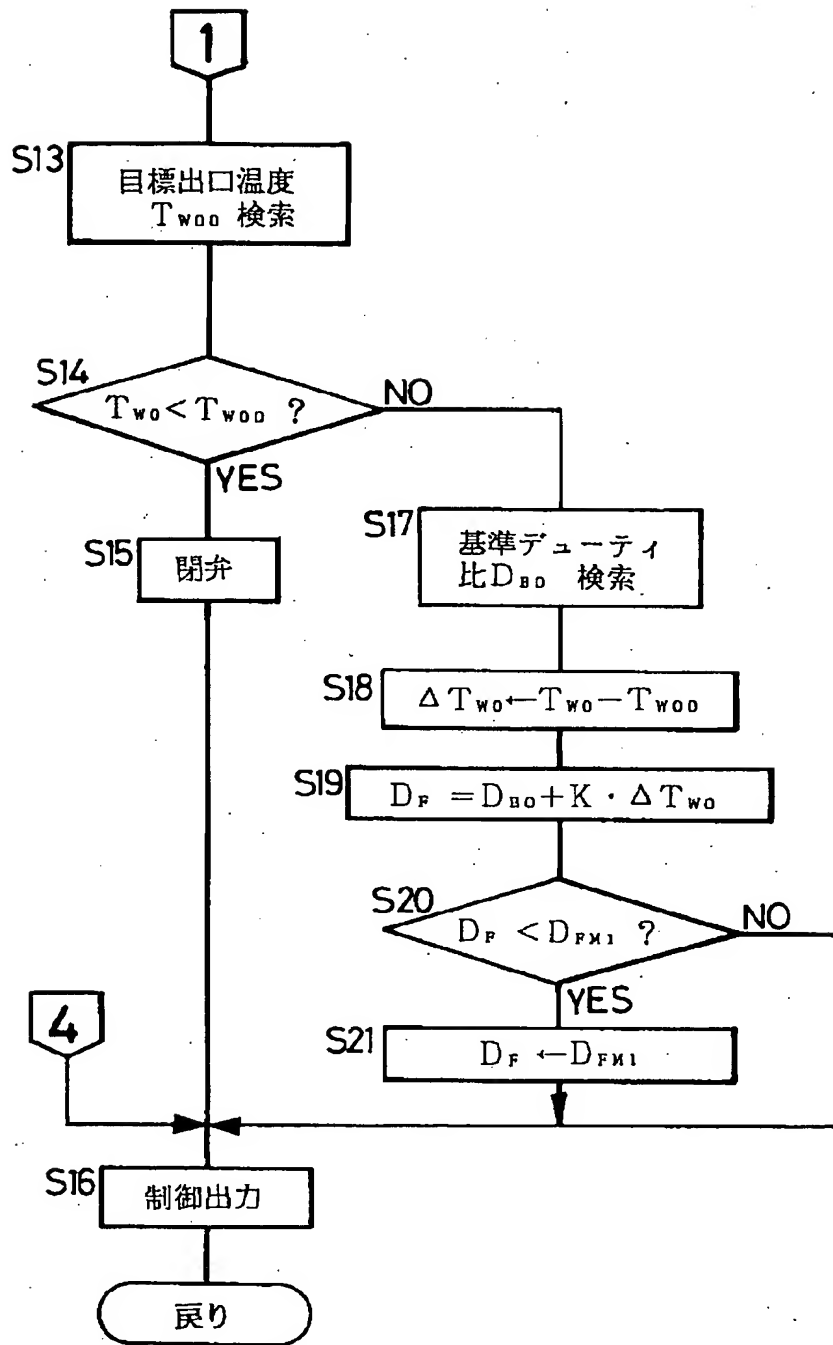 1
S13
目標出口温度
TWOO 検索
S14
TWO<TWOO ?
NO
YES
S15
閉弁
S17
基準デューティ
比DBO 検索
S18
ΔTWO←TWO−TWOO
S19
DF =DBO+K・ΔTWO
S20
DF <DFM1 ?
NO
YES
4
S21
DF ←DFM1
S16
制御出力
戻り